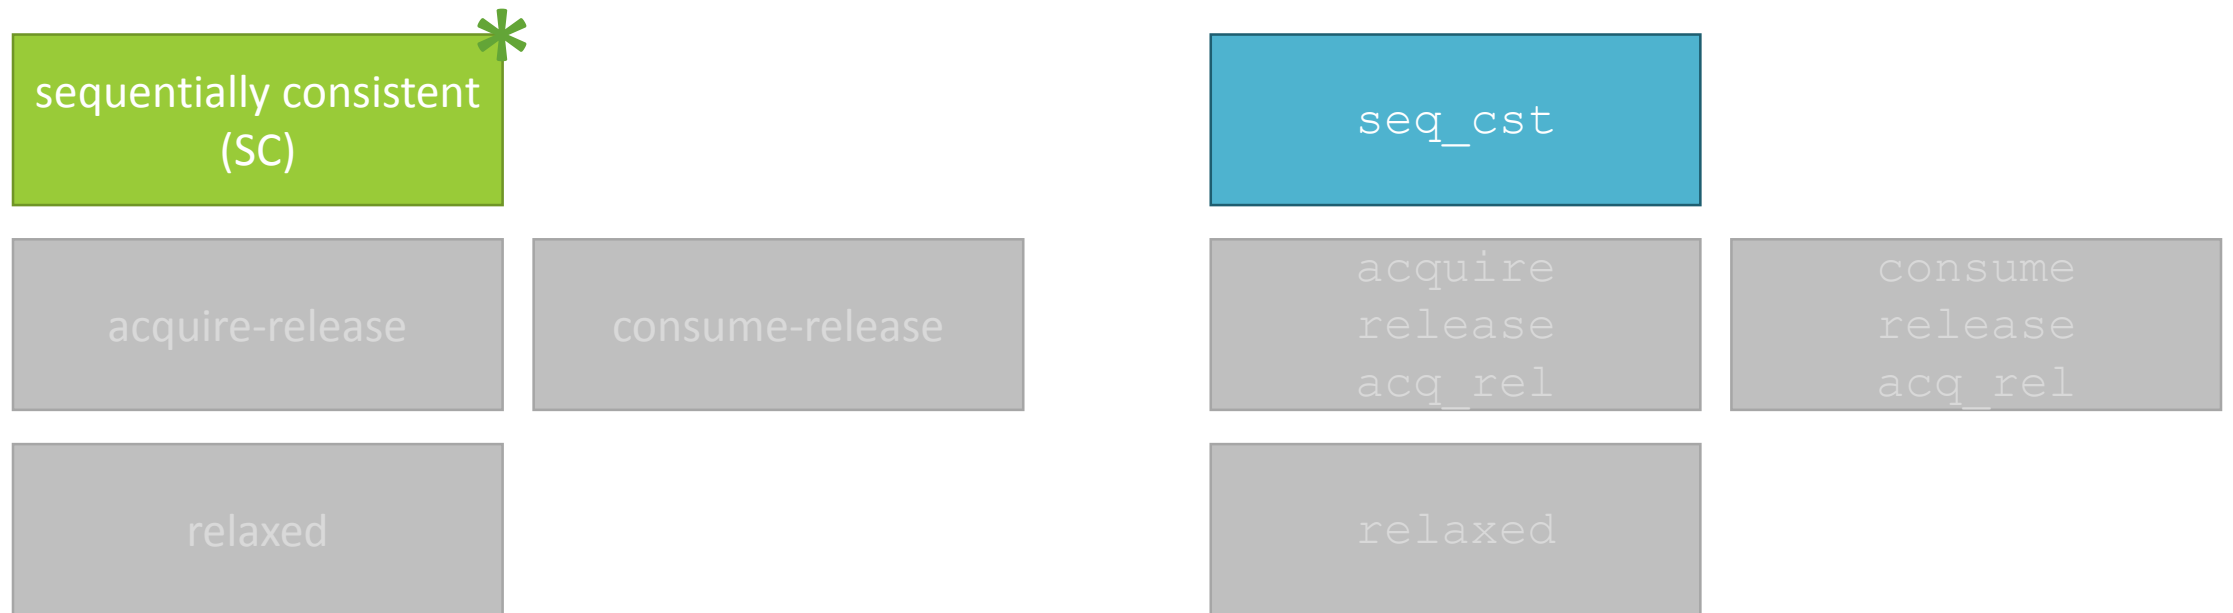 sequentially consistent
(SC)
*
acquire-release
consume-release
relaxed
seq_cst
acquire
release
acq_rel
consume
release
acq_rel
relaxed